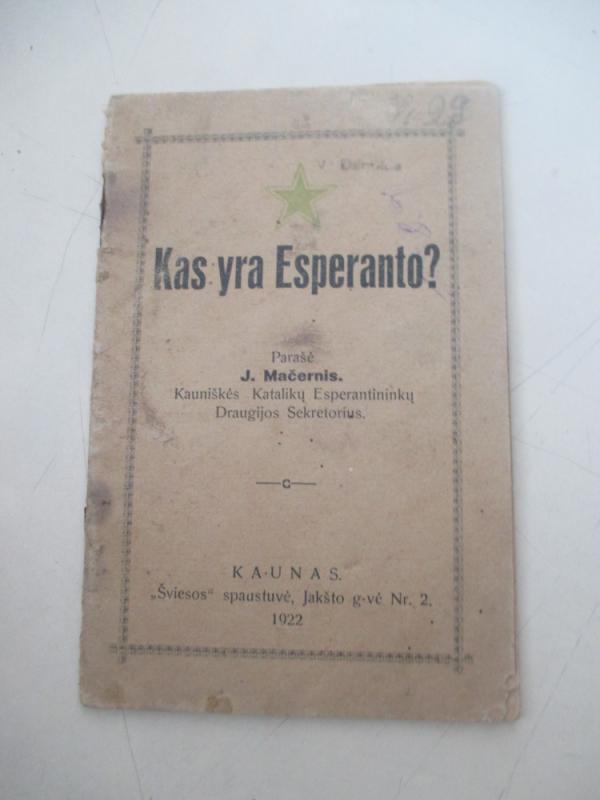 Kas yra Esperanto?
Parašė
J. Mačernis.
Kauniškės Katalikų Esperantininkų
Draugijos Sekretorius.
KAUNAS.
„Šviesos“ spaustuvė, Jakšto g-vė Nr. 2.
1922